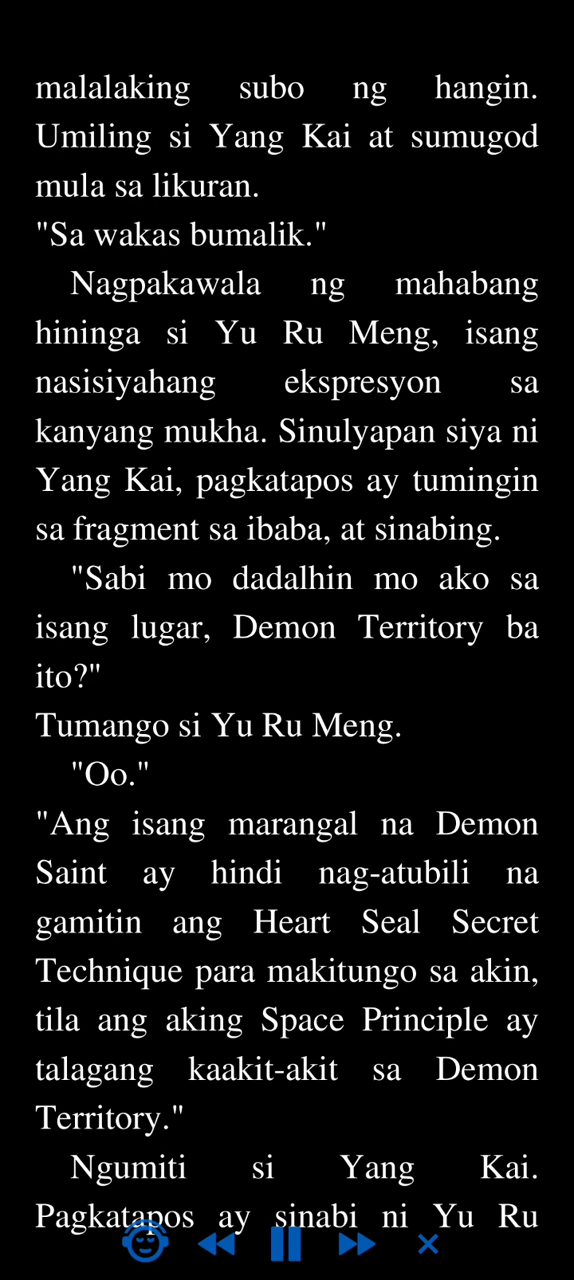 malalaking subo ng hangin.
Umiling si Yang Kai at sumugod
mula sa likuran.
"Sa wakas bumalik."
Nagpakawala ng mahabang
hininga si Yu Ru Meng, isang
nasisiyahang ekspresyon sa
kanyang mukha. Sinulyapan siya ni
Yang Kai, pagkatapos ay tumingin
sa fragment sa ibaba, at sinabing.
"Sabi mo dadalhin mo ako sa
isang lugar, Demon Territory ba
ito?"
Tumango si Yu Ru Meng.
"Oo."
"Ang isang marangal na Demon
Saint ay hindi nag-atubili na
gamitin ang Heart Seal Secret
Technique para makitungo sa akin,
tila ang aking Space Principle ay
talagang kaakit-akit sa Demon
Territory."
Ngumiti si Yang Kai.
Pagkatapos ay sinabi ni Yu Ru